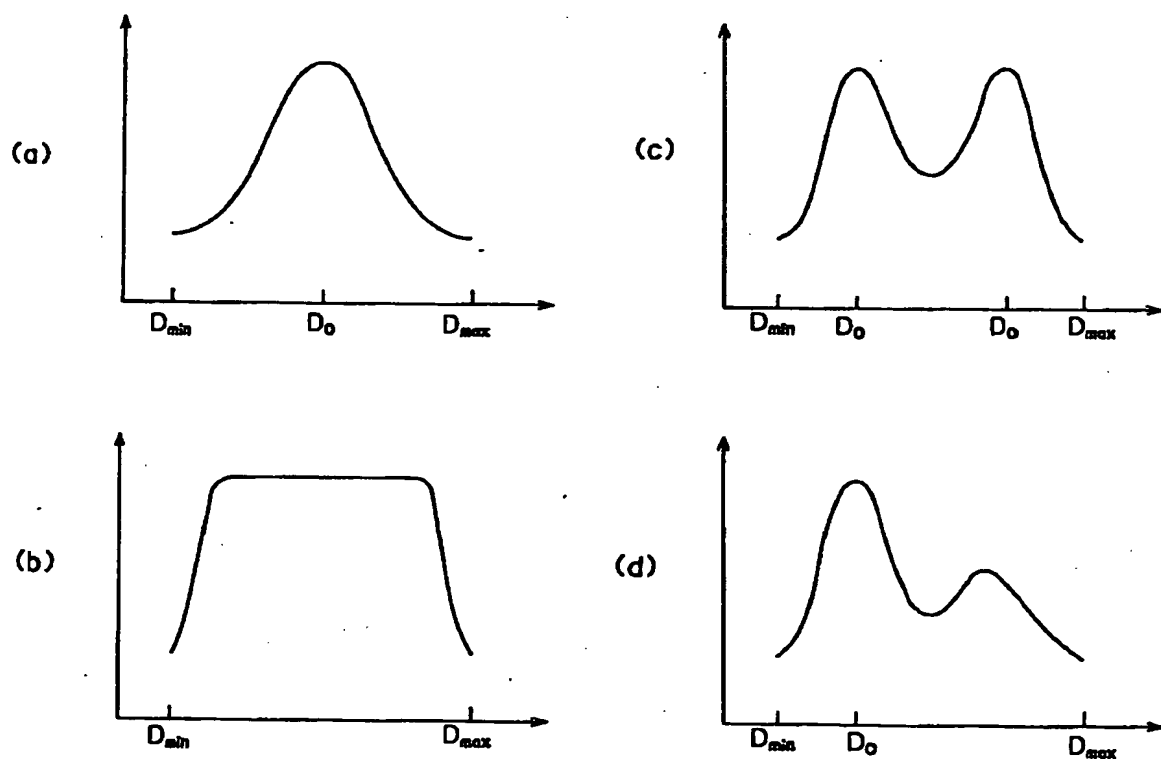 (a)
D_min D_o D_max
(c)
D_min D_o D_o D_max
(b)
D_min D_max
(d)
D_min D_o D_max